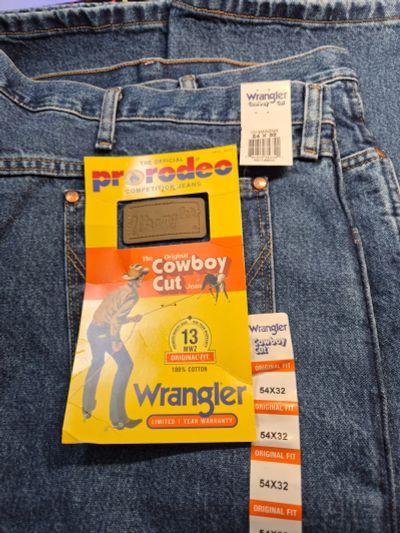 Wrangler
54 X 32
THE OFFICIAL
prorodeo
COMPETITION JEANS
Wrangler
The Original
Cowboy
Cut Jean
13
MWZ
ORIGINAL FIT
100% COTTON
Wrangler
LIMITED 1 YEAR WARRANTY
Wrangler
Cowboy
Cut
ORIGINAL FIT
54X32
ORIGINAL FIT
54X32
ORIGINAL FIT
54X32
ORIGINAL FIT